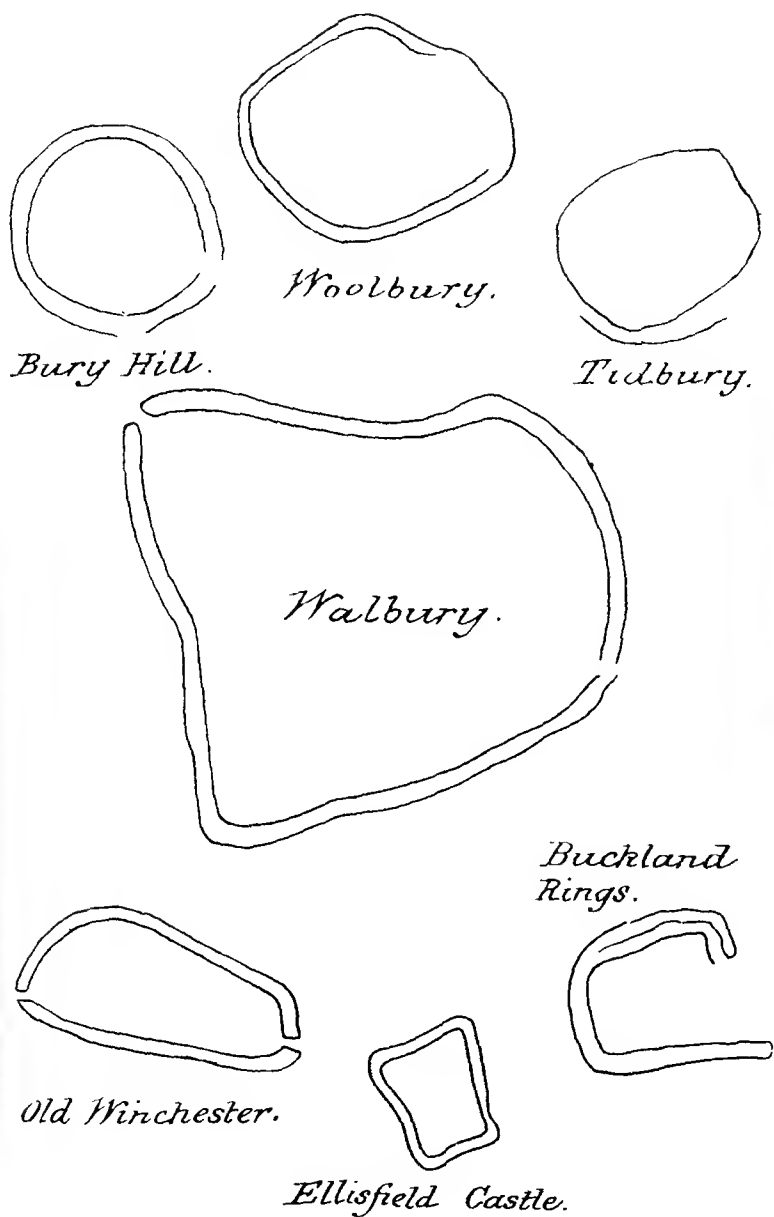 Woolbury.
Bury Hill.
Tidbury.
Walbury.
Buckland
Rings.
Old Winchester.
Ellisfield Castle.